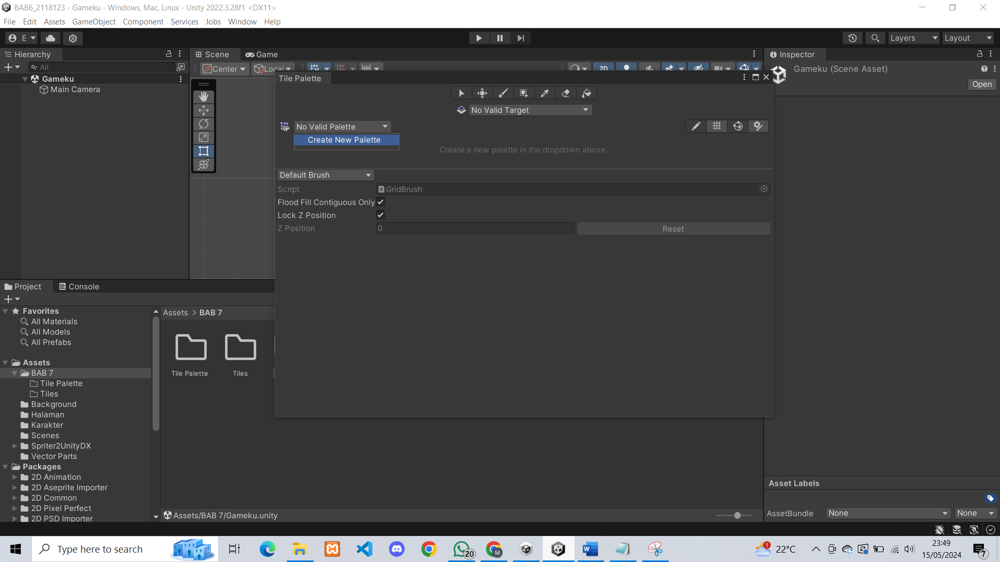 BAB6_2118123 - Gameku - Windows, Mac, Linux - Unity 2022.3.28f1 <DX11>
File Edit Assets GameObject Component Services Jobs Window Help
E Layers Layout
Hierarchy
All
Gameku
Main Camera
Scene Game
Center Local 2D
Tile Palette
No Valid Target
No Valid Palette
Create New Palette
Create a new palette in the dropdown above.
Default Brush
Script GridBrush
Flood Fill Contiguous Only
Lock Z Position
Z Position 0 Reset
Inspector
Gameku (Scene Asset)
Open
Project Console
Favorites
All Materials
All Models
All Prefabs
Assets
BAB 7
Tile Palette
Tiles
Background
Halaman
Karakter
Scenes
Spriter2UnityDX
Vector Parts
Packages
2D Animation
2D Aseprite Importer
2D Common
2D Pixel Perfect
2D PSD Importer
Assets > BAB 7
Tile Palette Tiles
Assets/BAB 7/Gameku.unity
Asset Labels
AssetBundle None None
Type here to search
20
M
W
1
22°C
23:49
15/05/2024
7